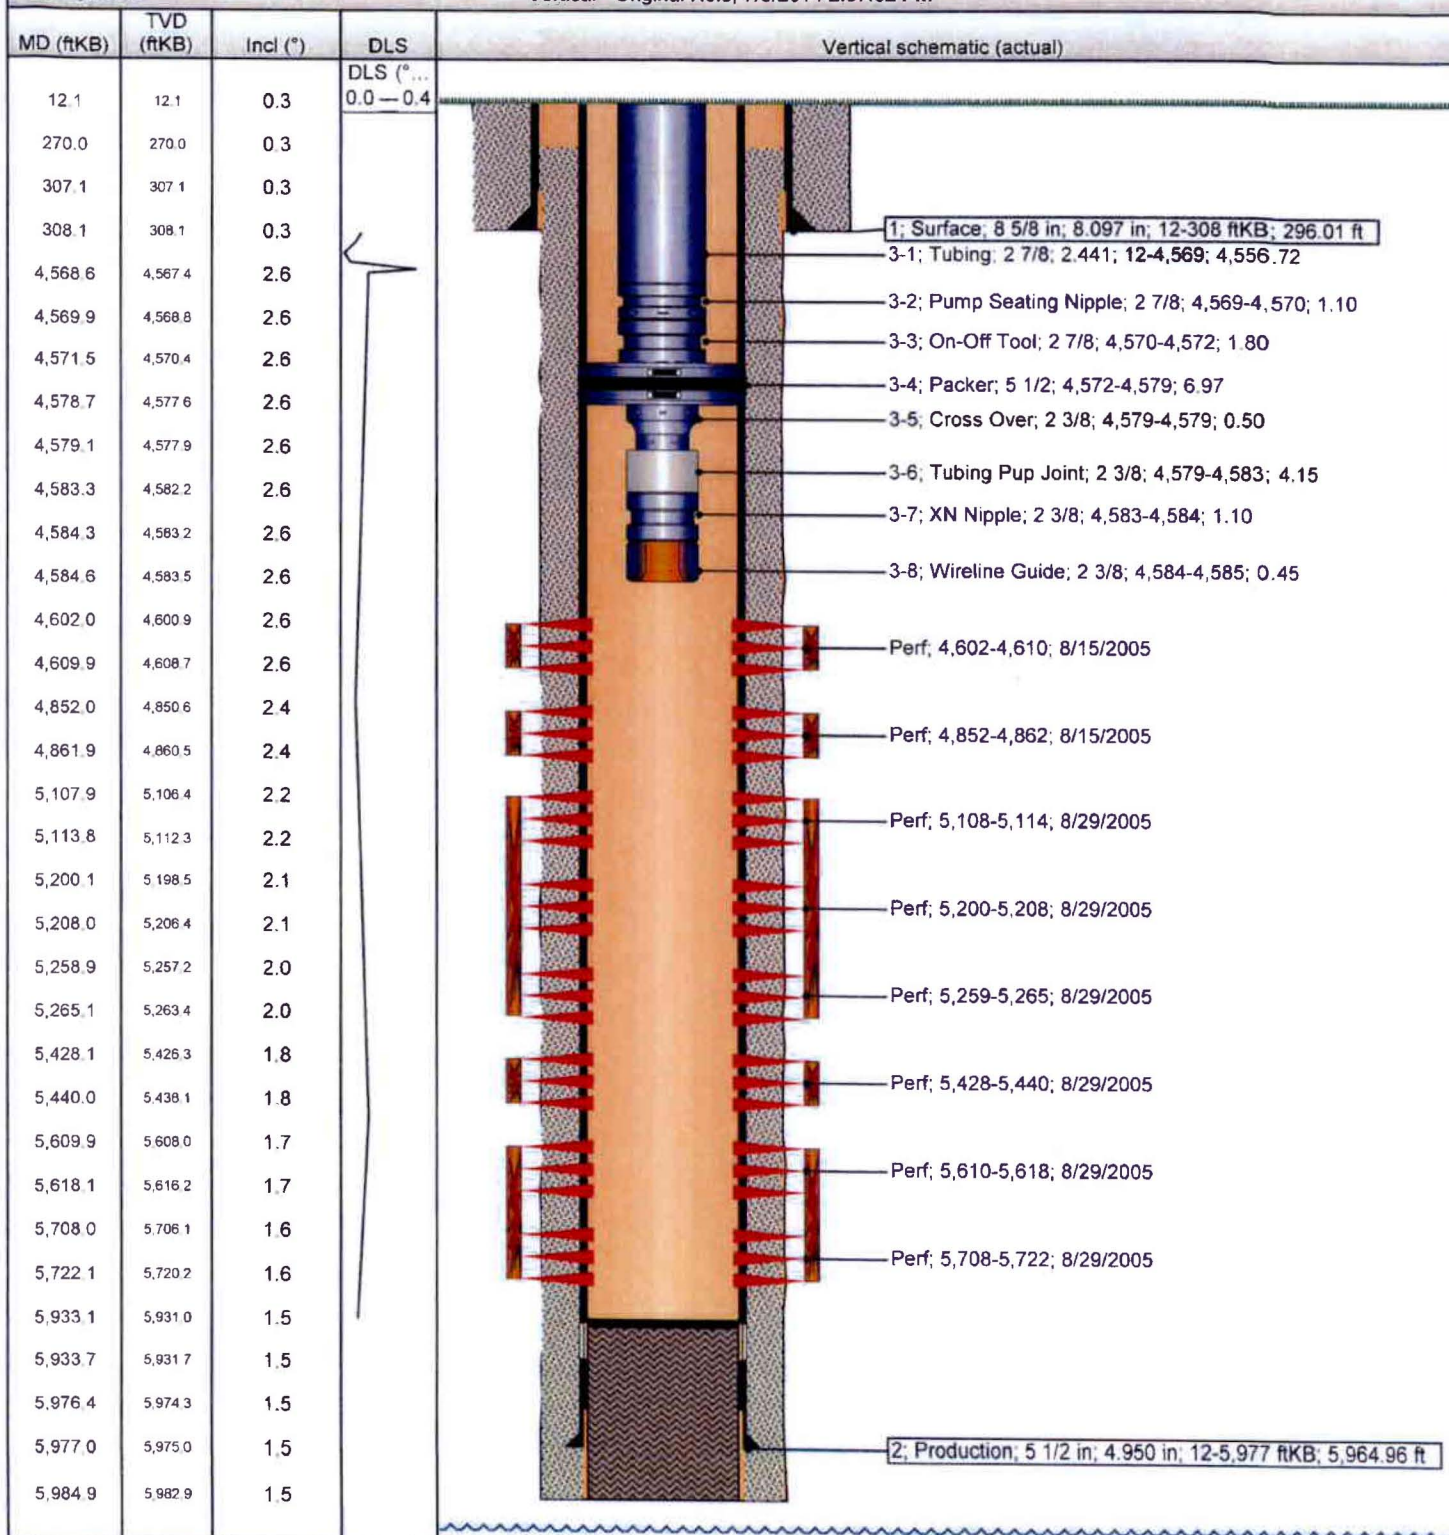 MD (ftKB) TVD (ftKB) Incl (°) DLS Vertical schematic (actual)
DLS (°...
12.1 12.1 0.3 0.0 — 0.4
270.0 270.0 0.3
307.1 307.1 0.3
308.1 308.1 0.3 1; Surface; 8 5/8 in; 8.097 in; 12-308 ftKB; 296.01 ft
3-1; Tubing; 2 7/8; 2.441; 12-4,569; 4,556.72
4,568.6 4,567.4 2.6
4,569.9 4,568.8 2.6 3-2; Pump Seating Nipple; 2 7/8; 4,569-4,570; 1.10
4,571.5 4,570.4 2.6 3-3; On-Off Tool; 2 7/8; 4,570-4,572; 1.80
4,578.7 4,577.6 2.6 3-4; Packer; 5 1/2; 4,572-4,579; 6.97
4,579.1 4,577.9 2.6 3-5; Cross Over; 2 3/8; 4,579-4,579; 0.50
4,583.3 4,582.2 2.6 3-6; Tubing Pup Joint; 2 3/8; 4,579-4,583; 4.15
4,584.3 4,583.2 2.6 3-7; XN Nipple; 2 3/8; 4,583-4,584; 1.10
4,584.6 4,583.5 2.6 3-8; Wireline Guide; 2 3/8; 4,584-4,585; 0.45
4,602.0 4,600.9 2.6
4,609.9 4,608.7 2.6 Perf; 4,602-4,610; 8/15/2005
4,852.0 4,850.6 2.4
4,861.9 4,860.5 2.4 Perf; 4,852-4,862; 8/15/2005
5,107.9 5,106.4 2.2
5,113.8 5,112.3 2.2 Perf; 5,108-5,114; 8/29/2005
5,200.1 5,198.5 2.1
5,208.0 5,206.4 2.1 Perf; 5,200-5,208; 8/29/2005
5,258.9 5,257.2 2.0
5,265.1 5,263.4 2.0 Perf; 5,259-5,265; 8/29/2005
5,428.1 5,426.3 1.8
5,440.0 5,438.1 1.8 Perf; 5,428-5,440; 8/29/2005
5,609.9 5,608.0 1.7
5,618.1 5,616.2 1.7 Perf; 5,610-5,618; 8/29/2005
5,708.0 5,706.1 1.6
5,722.1 5,720.2 1.6 Perf; 5,708-5,722; 8/29/2005
5,933.1 5,931.0 1.5
5,933.7 5,931.7 1.5
5,976.4 5,974.3 1.5
5,977.0 5,975.0 1.5 2; Production; 5 1/2 in; 4.950 in; 12-5,977 ftKB; 5,964.96 ft
5,984.9 5,982.9 1.5